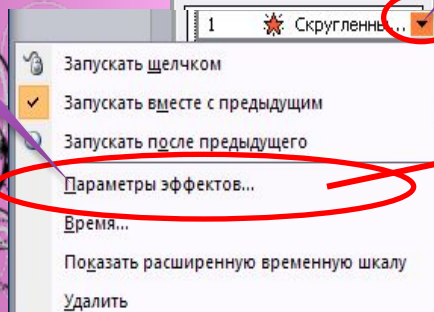 1 Скругленны...
Запускать щелчком
Запускать вместе с предыдущим
Запускать после предыдущего
Параметры эффектов...
Время...
Показать расширенную временную шкалу
Удалить